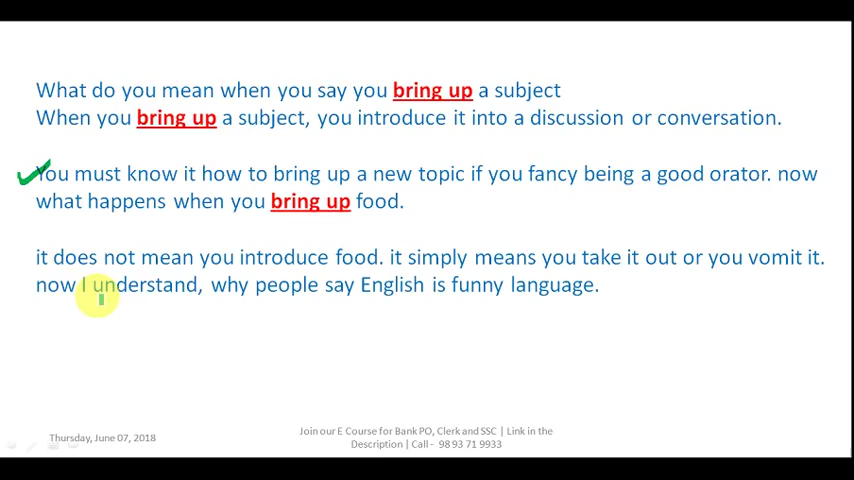 What do you mean when you say you bring up a subject
When you bring up a subject, you introduce it into a discussion or conversation.
You must know it how to bring up a new topic if you fancy being a good orator. now
what happens when you bring up food.
it does not mean you introduce food. it simply means you take it out or you vomit it.
now I understand, why people say English is funny language.
Thursday, June 07, 2018
Join our E Course for Bank PO, Clerk and SSC | Link in the
Description | Call - 98 93 71 9933